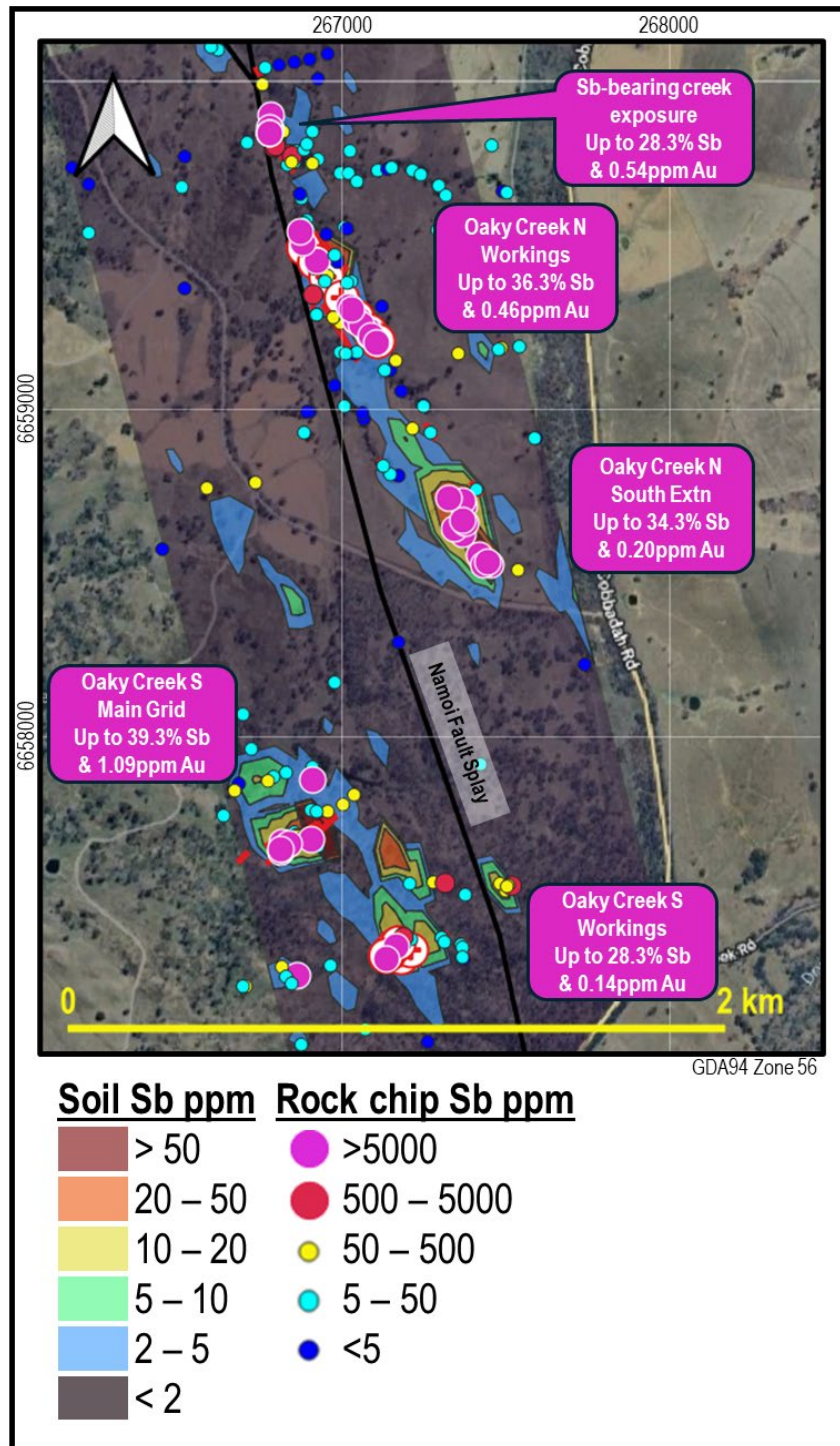 267000
268000
Sb-bearing creek
exposure
Up to 28.3% Sb
& 0.54ppm Au
Oaky Creek N
Workings
Up to 36.3% Sb
& 0.46ppm Au
6659000
Oaky Creek N
South Extn
Up to 34.3% Sb
& 0.20ppm Au
Cobbadah Rd
Namoi Fault Splay
Oaky Creek S
Main Grid
Up to 39.3% Sb
& 1.09ppm Au
6658000
Oaky Creek S
Workings
Up to 28.3% Sb
& 0.14ppm Au
Rd
0
2 km
GDA94 Zone 56
Soil Sb ppm
> 50
20 – 50
10 – 20
5 – 10
2 – 5
< 2
Rock chip Sb ppm
>5000
500 – 5000
50 – 500
5 – 50
<5